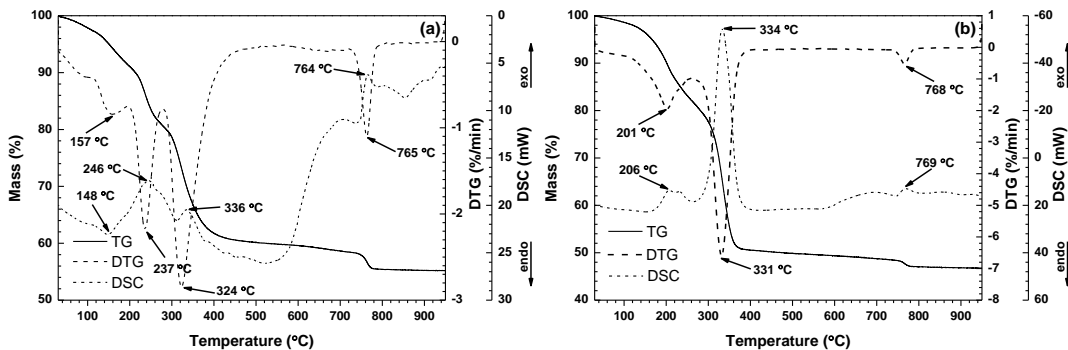 (a)
Mass (%)
100
90
80
70
60
50
100 200 300 400 500 600 700 800 900
Temperature (ºC)
157 ºC
246 ºC
148 ºC
237 ºC
324 ºC
336 ºC
764 ºC
765 ºC
TG
DTG
DSC
0
-1
-2
-3
DTG (%/min)
0
5
10
15
20
25
30
DSC (mW)
exo
endo
(b)
Mass (%)
100
90
80
70
60
50
40
100 200 300 400 500 600 700 800 900
Temperature (ºC)
334 ºC
201 ºC
206 ºC
331 ºC
768 ºC
769 ºC
TG
DTG
DSC
1
0
-1
-2
-3
-4
-5
-6
-7
-8
DTG (%/min)
-60
-40
-20
0
20
40
60
DSC (mW)
exo
endo